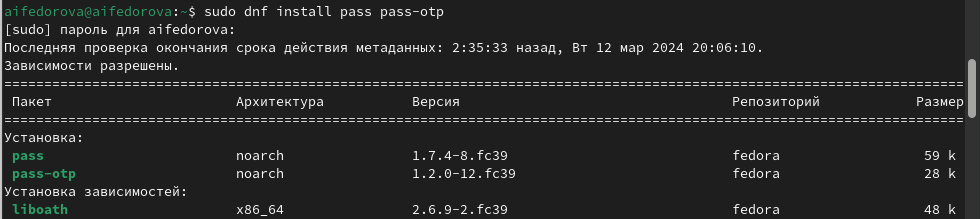 aifedorova@aifedorova:~$ sudo dnf install pass pass-otp
[sudo] пароль для aifedorova:
Последняя проверка окончания срока действия метаданных: 2:35:33 назад, Вт 12 мар 2024 20:06:10.
Зависимости разрешены.
================================================================================
Пакет Архитектура Версия Репозиторий Размер
================================================================================
Установка:
pass noarch 1.7.4-8.fc39 fedora 59 k
pass-otp noarch 1.2.0-12.fc39 fedora 28 k
Установка зависимостей:
liboath x86_64 2.6.9-2.fc39 fedora 48 k